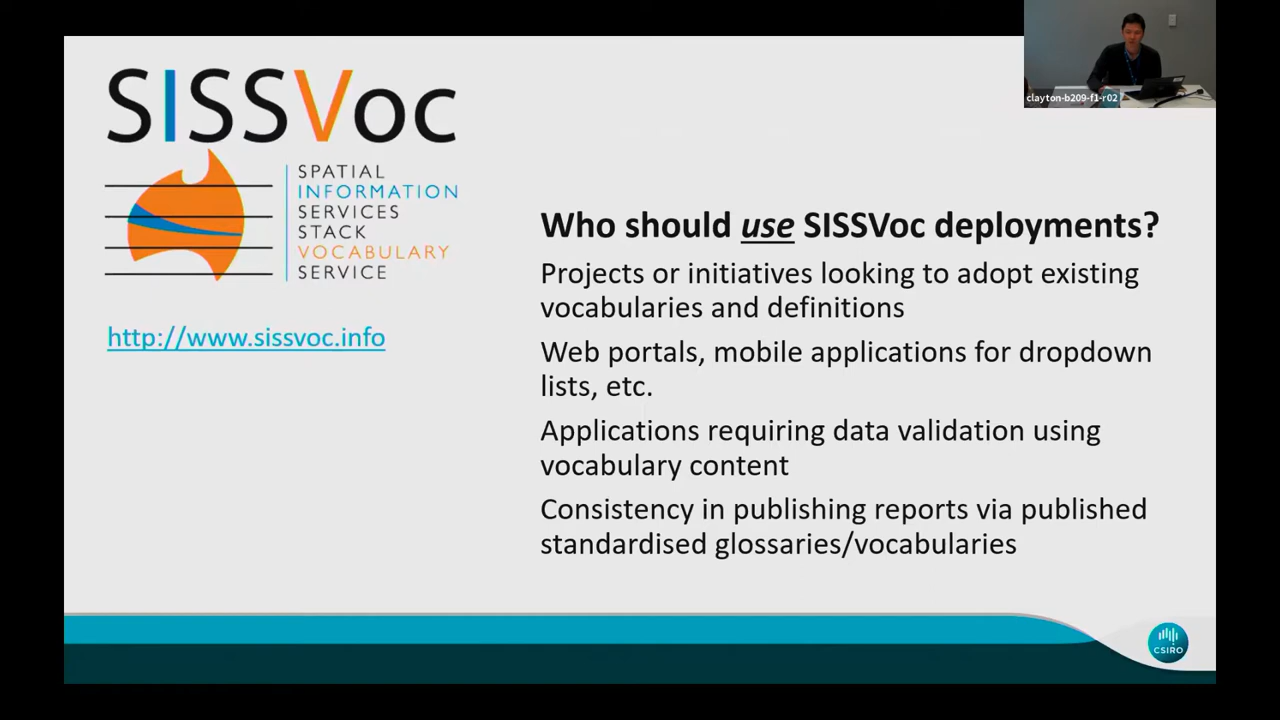 clayton-b209-f1-r02
SISSVoc
SPATIAL
INFORMATION
SERVICES
STACK
VOCABULARY
SERVICE
http://www.sissvoc.info
Who should use SISSVoc deployments?
Projects or initiatives looking to adopt existing
vocabularies and definitions
Web portals, mobile applications for dropdown
lists, etc.
Applications requiring data validation using
vocabulary content
Consistency in publishing reports via published
standardised glossaries/vocabularies
CSIRO